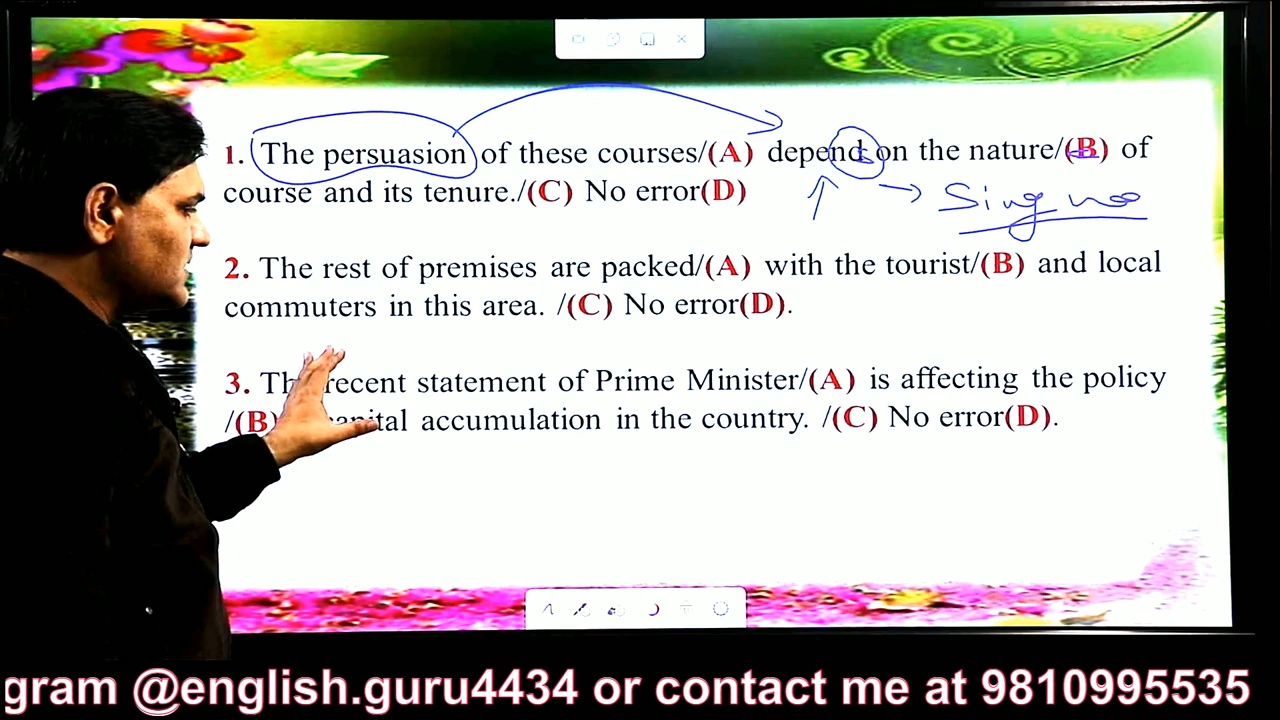 1. The persuasion of these courses/(A) depends on the nature/(B) of
course and its tenure./(C) No error(D)
Sing no
2. The rest of premises are packed/(A) with the tourist/(B) and local
commuters in this area. /(C) No error(D).
3. The recent statement of Prime Minister/(A) is affecting the policy
/(B) capital accumulation in the country. /(C) No error(D).
gram @english.guru4434 or contact me at 9810995535